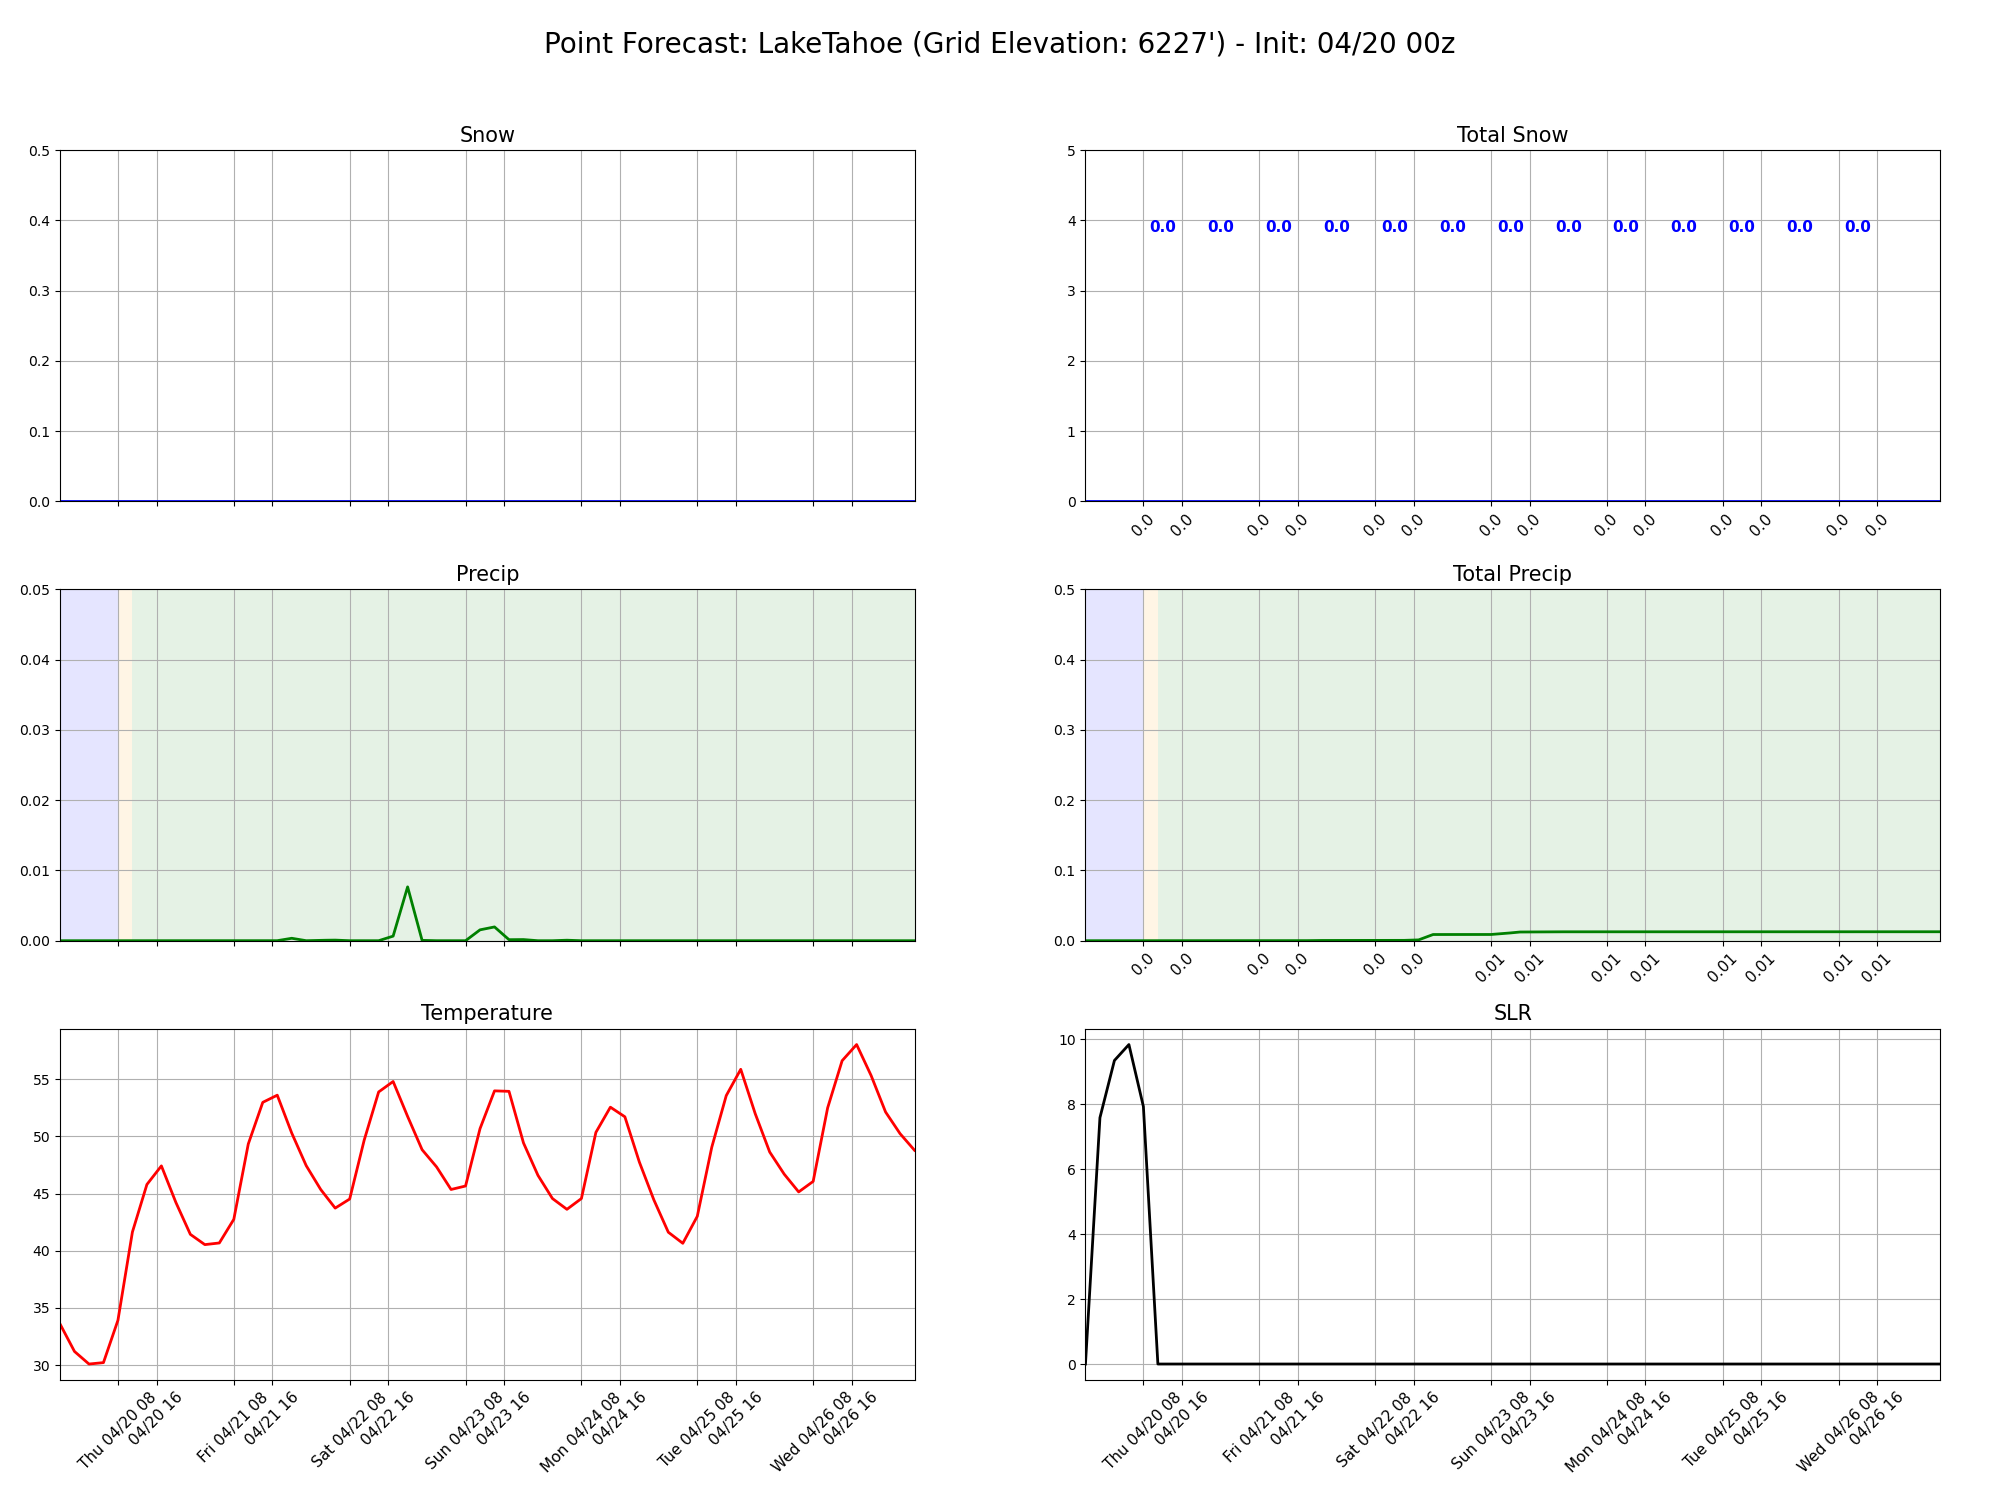 Point Forecast: LakeTahoe (Grid Elevation: 6227') - Init: 04/20 00z
Snow
0.5
0.4
0.3
0.2
0.1
0.0
Total Snow
5
4
3
2
1
0
0.0 0.0 0.0 0.0 0.0 0.0 0.0 0.0 0.0 0.0 0.0 0.0 0.0
0.0 0.0 0.0 0.0 0.0 0.0 0.0 0.0 0.0 0.0 0.0 0.0 0.0 0.0
Precip
0.05
0.04
0.03
0.02
0.01
0.00
Total Precip
0.5
0.4
0.3
0.2
0.1
0.0
0.0 0.0 0.0 0.0 0.0 0.0 0.01 0.01 0.01 0.01 0.01 0.01 0.01 0.01
Temperature
55
50
45
40
35
30
Thu 04/20 08
04/20 16
Fri 04/21 08
04/21 16
Sat 04/22 08
04/22 16
Sun 04/23 08
04/23 16
Mon 04/24 08
04/24 16
Tue 04/25 08
04/25 16
Wed 04/26 08
04/26 16
SLR
10
8
6
4
2
0
Thu 04/20 08
04/20 16
Fri 04/21 08
04/21 16
Sat 04/22 08
04/22 16
Sun 04/23 08
04/23 16
Mon 04/24 08
04/24 16
Tue 04/25 08
04/25 16
Wed 04/26 08
04/26 16